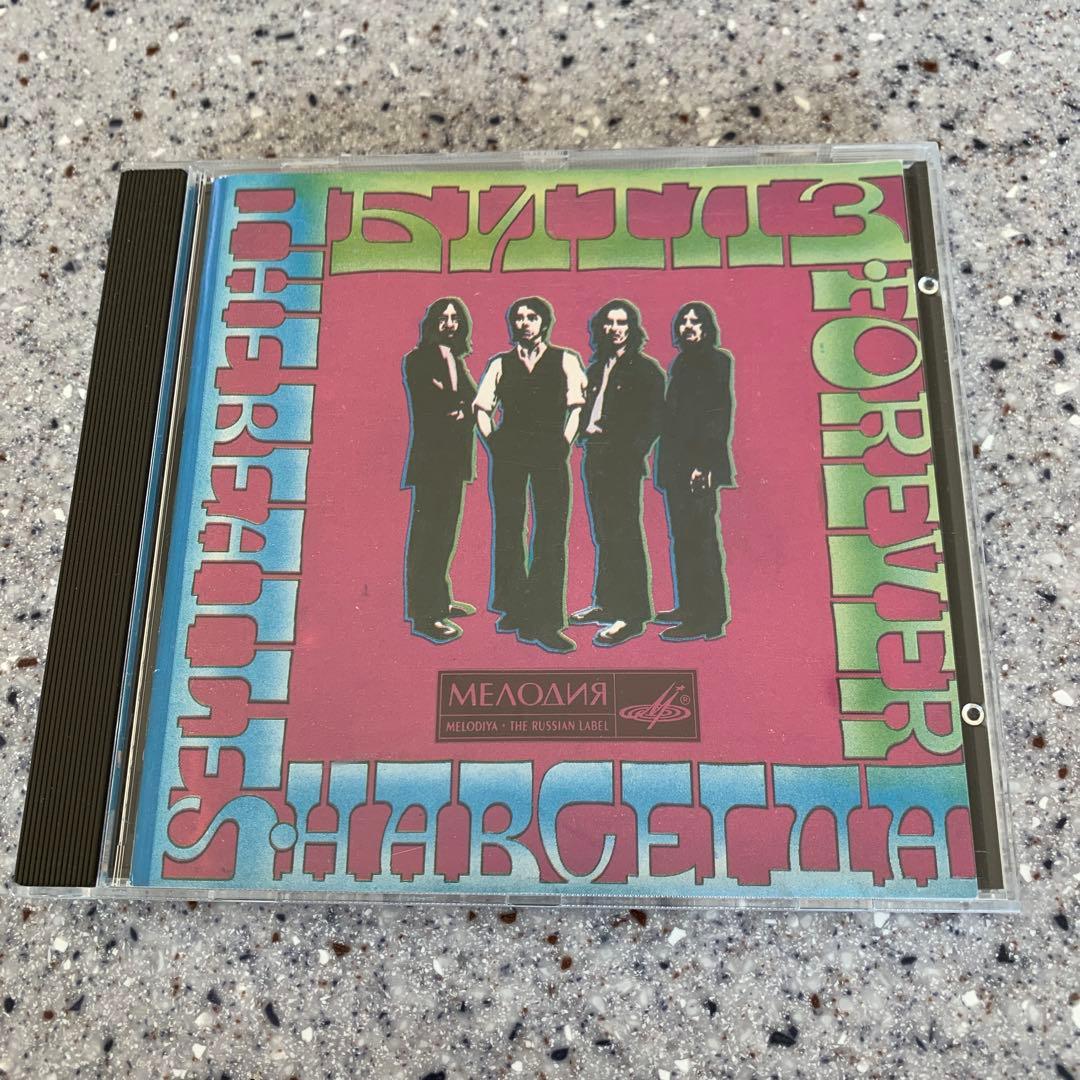 THE BEATLES
БИТЛЗ
FOREVER
НАВСЕГДА
МЕЛОДИЯ
MELODIYA · THE RUSSIAN LABEL
®